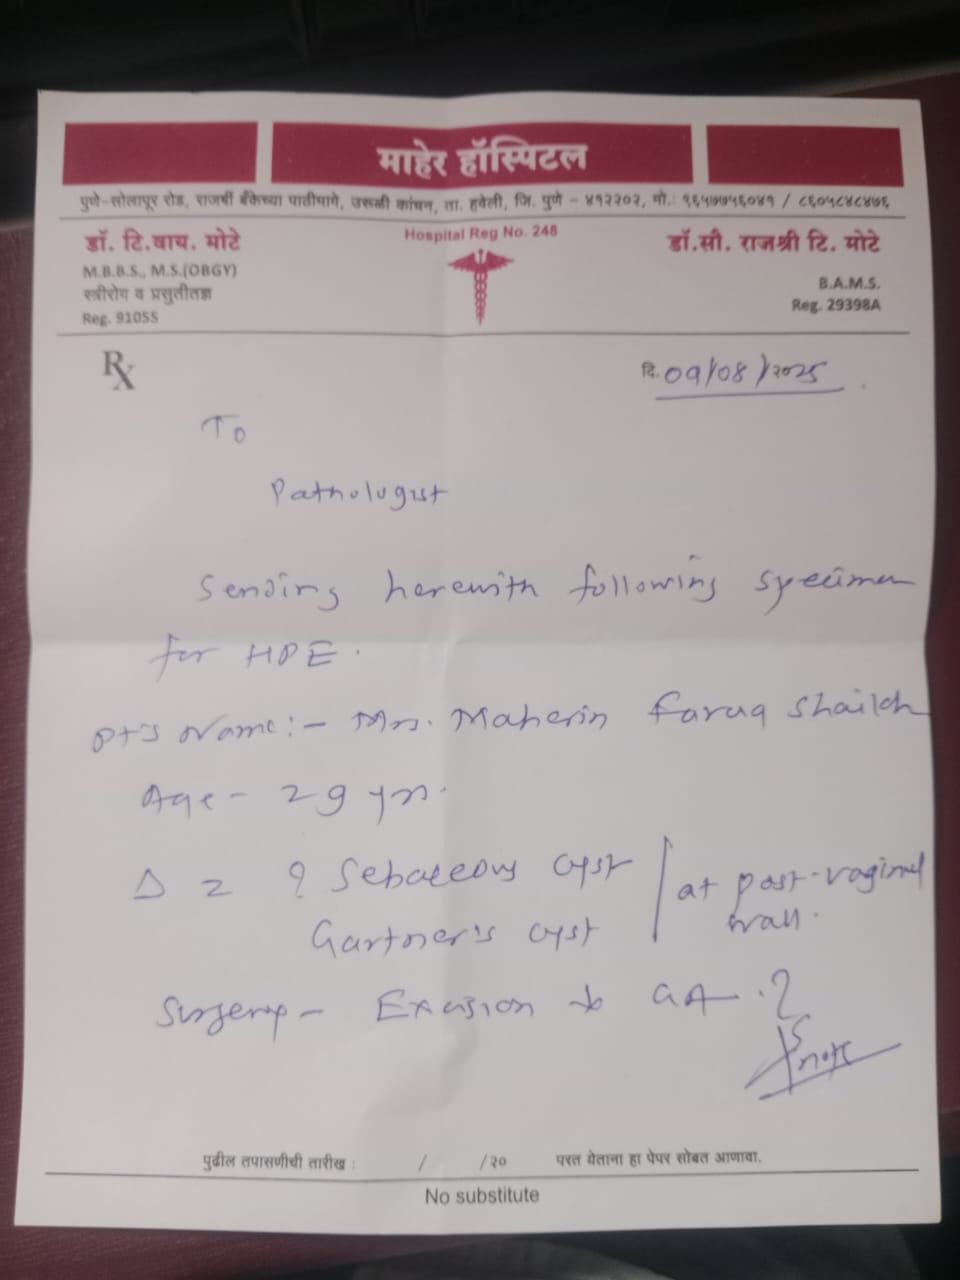 माहेर हॉस्पिटल
पुणे-सोलापूर रोड, राजर्षी बँकेच्या पाठीमागे, उरूळी कांचन, ता. हवेली, जि. पुणे - ४१२२०२, मो.: ९६५७७५६०४१ / ८६०५८४८४७६
Hospital Reg No. 248
डॉ. टि.वाय. मोटे
M.B.B.S., M.S.(OBGY)
स्त्रीरोग व प्रसुतीतज्ञ
Reg. 91055
डॉ.सी. राजश्री टि. मोटे
B.A.M.S.
Reg. 29398A
Rx
दि. 09/08/२०२५
To
Pathologist
Sending herewith following specimen
for HPE.
Pt's Name:- Mrs. Maherin Faruq Shaikh
Age - 29 yrs.
Δ = ? Sebaceous cyst / at post-vaginal
Gartner's cyst wall.
Surgery - Excision GA.
पुढील तपासणीची तारीख : / /२० परत येताना हा पेपर सोबत आणावा.
No substitute